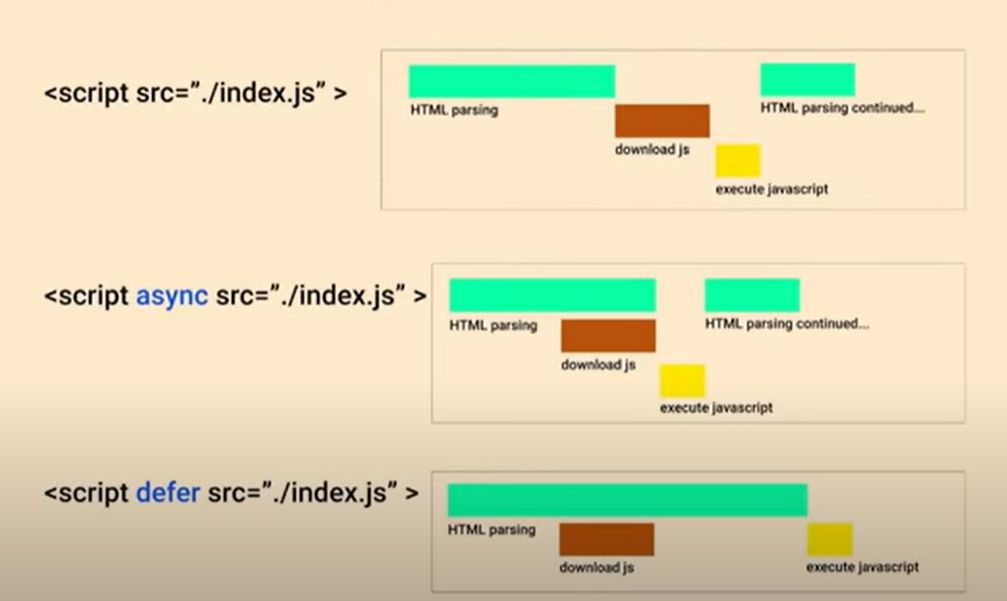 <script src=”./index.js” >
HTML parsing
HTML parsing continued...
download js
execute javascript
<script async src=”./index.js” >
HTML parsing
HTML parsing continued...
download js
execute javascript
<script defer src=”./index.js” >
HTML parsing
download js
execute javascript